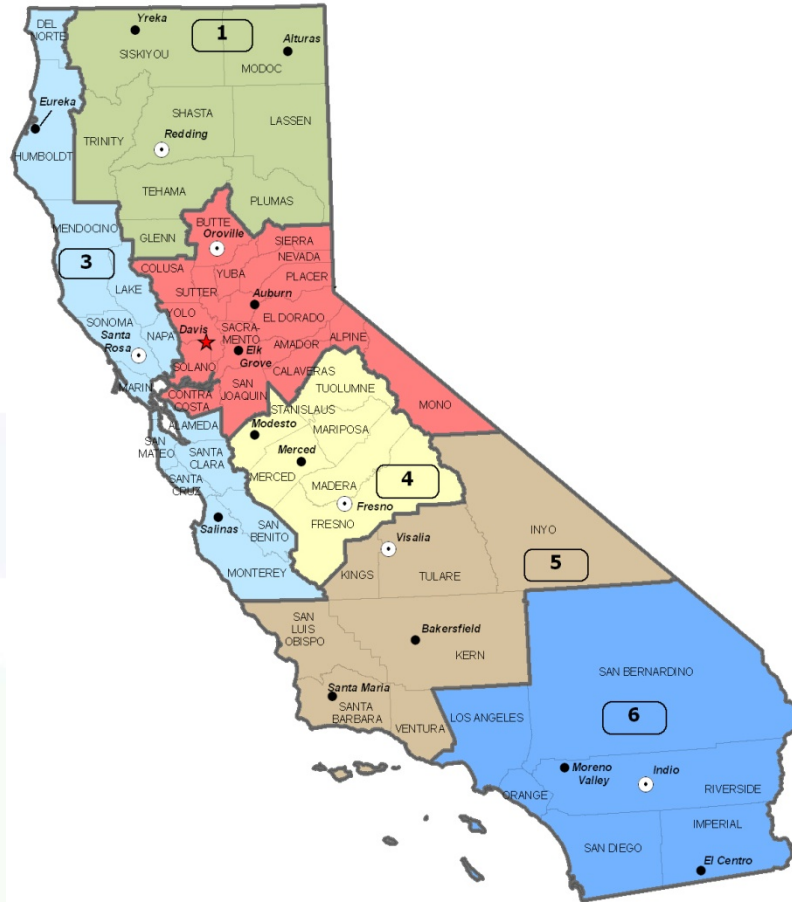 DEL
NORTE
Yreka
1
SISKIYOU
Alturas
MODOC
Eureka
SHASTA
LASSEN
TRINITY
Redding
HUMBOLDT
TEHAMA
PLUMAS
MENDOCINO
GLENN
BUTTE
Oroville
SIERRA
NEVADA
3
COLUSA
YUBA
PLACER
LAKE
SUTTER
Auburn
YOLO
EL DORADO
SONOMA
Santa
Rosa
NAPA
Davis
SACRA-
MENTO
Elk
Grove
AMADOR
ALPINE
SOLANO
CALAVERAS
MARIN
CONTRA
COSTA
SAN
JOAQUIN
TUOLUMNE
MONO
STANISLAUS
ALAMEDA
Modesto
MARIPOSA
SAN
MATEO
SANTA
CLARA
Merced
MERCED
MADERA
4
SANTA
CRUZ
Fresno
FRESNO
Salinas
SAN
BENITO
INYO
Visalia
5
MONTEREY
KINGS
TULARE
SAN
LUIS
OBISPO
Bakersfield
KERN
SAN BERNARDINO
Santa Maria
SANTA
BARBARA
VENTURA
LOS ANGELES
6
Moreno
Valley
Indio
ORANGE
RIVERSIDE
IMPERIAL
SAN DIEGO
El Centro